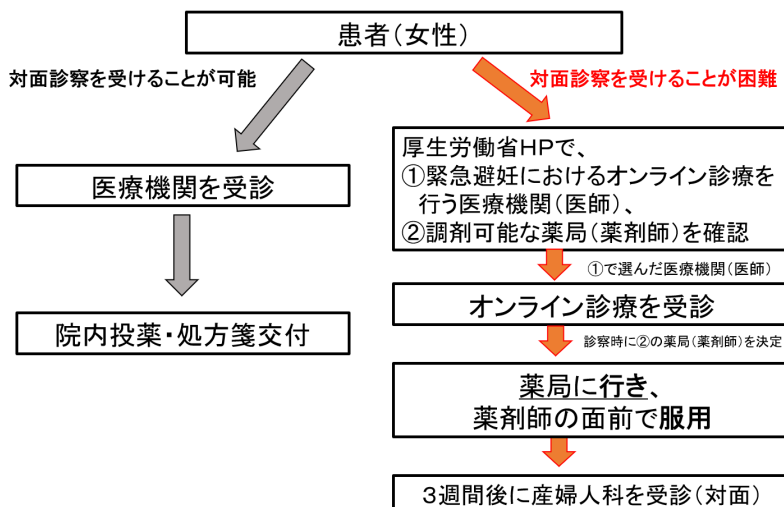 患者(女性)
対面診察を受けることが可能
対面診察を受けることが困難
医療機関を受診
院内投薬・処方箋交付
厚生労働省HPで、
①緊急避妊におけるオンライン診療を
行う医療機関(医師)、
②調剤可能な薬局(薬剤師)を確認
①で選んだ医療機関(医師)
オンライン診療を受診
診察時に②の薬局(薬剤師)を決定
薬局に行き、
薬剤師の面前で服用
3週間後に産婦人科を受診(対面)